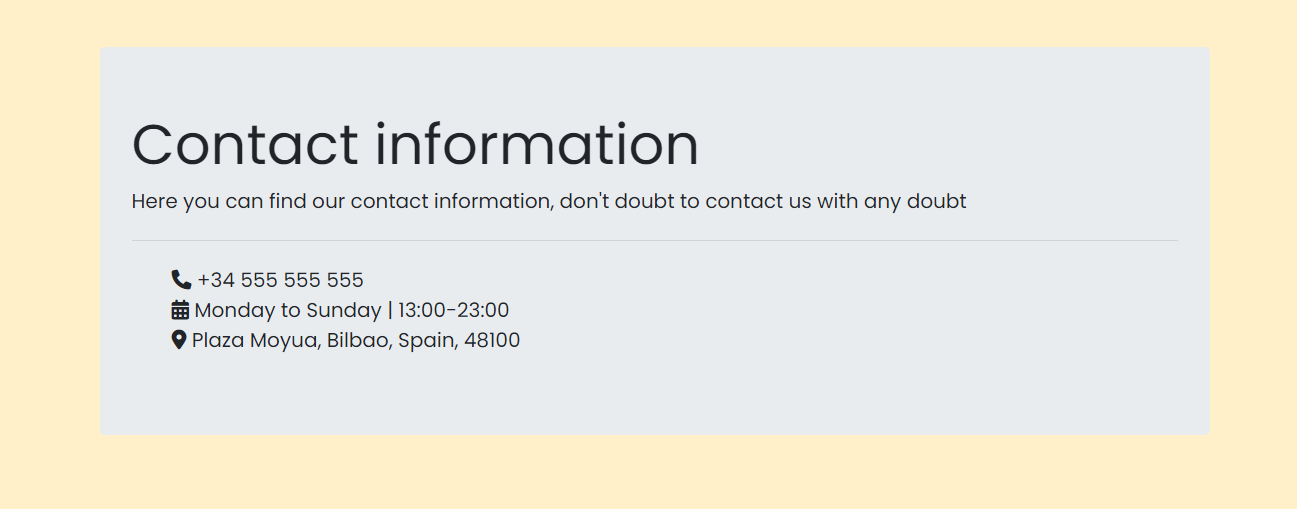 Contact information
Here you can find our contact information, don't doubt to contact us with any doubt
+34 555 555 555
Monday to Sunday | 13:00-23:00
Plaza Moyua, Bilbao, Spain, 48100